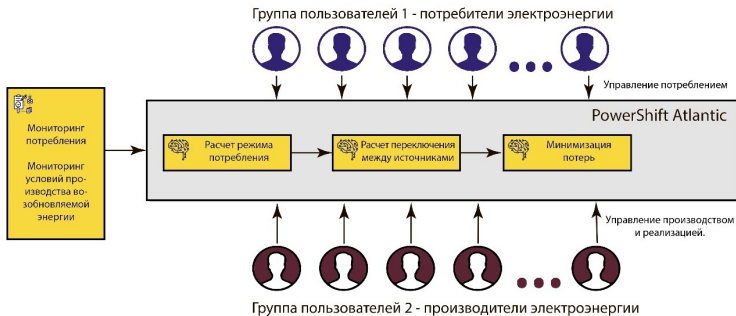 Группа пользователей 1 - потребители электроэнергии
Управление потреблением
PowerShift Atlantic
Мониторинг
потребления
Мониторинг
условий про-
изводства во-
зобновляемой
энергии
Расчет режима
потребления
Расчет переключения
между источниками
Минимизация
потерь
Управление производством
и реализацией.
Группа пользователей 2 - производители электроэнергии